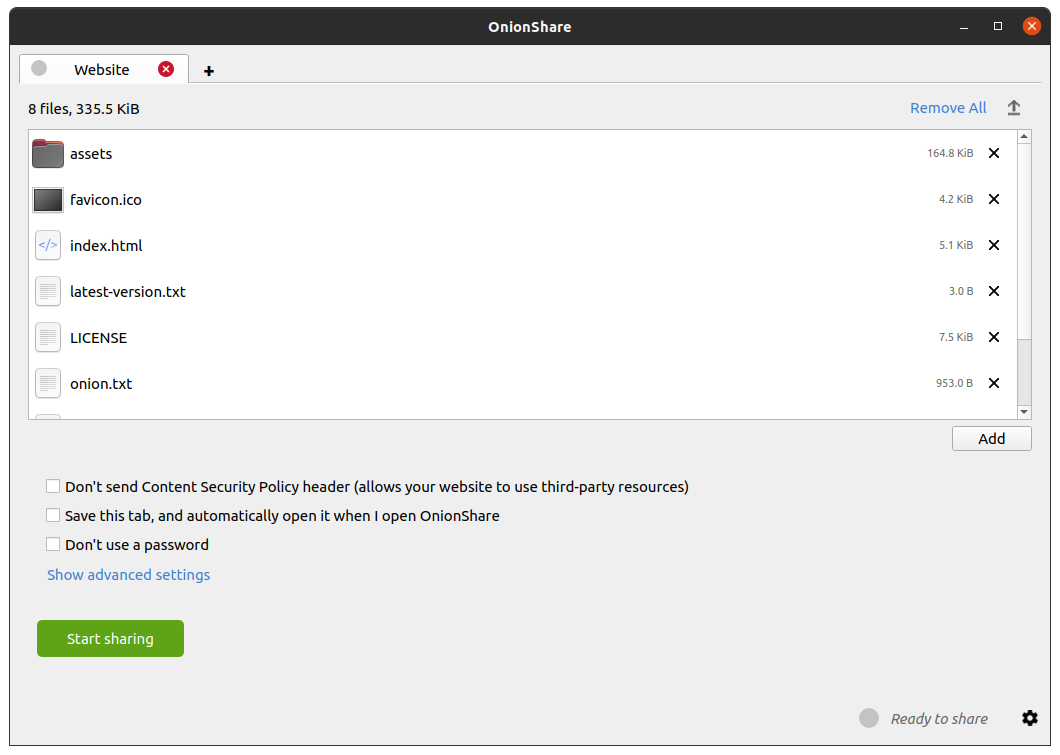 OnionShare
Website
+
8 files, 335.5 KiB
Remove All
assets 164.8 KiB
favicon.ico 4.2 KiB
</> index.html 5.1 KiB
latest-version.txt 3.0 B
LICENSE 7.5 KiB
onion.txt 953.0 B
Add
Don't send Content Security Policy header (allows your website to use third-party resources)
Save this tab, and automatically open it when I open OnionShare
Don't use a password
Show advanced settings
Start sharing
Ready to share